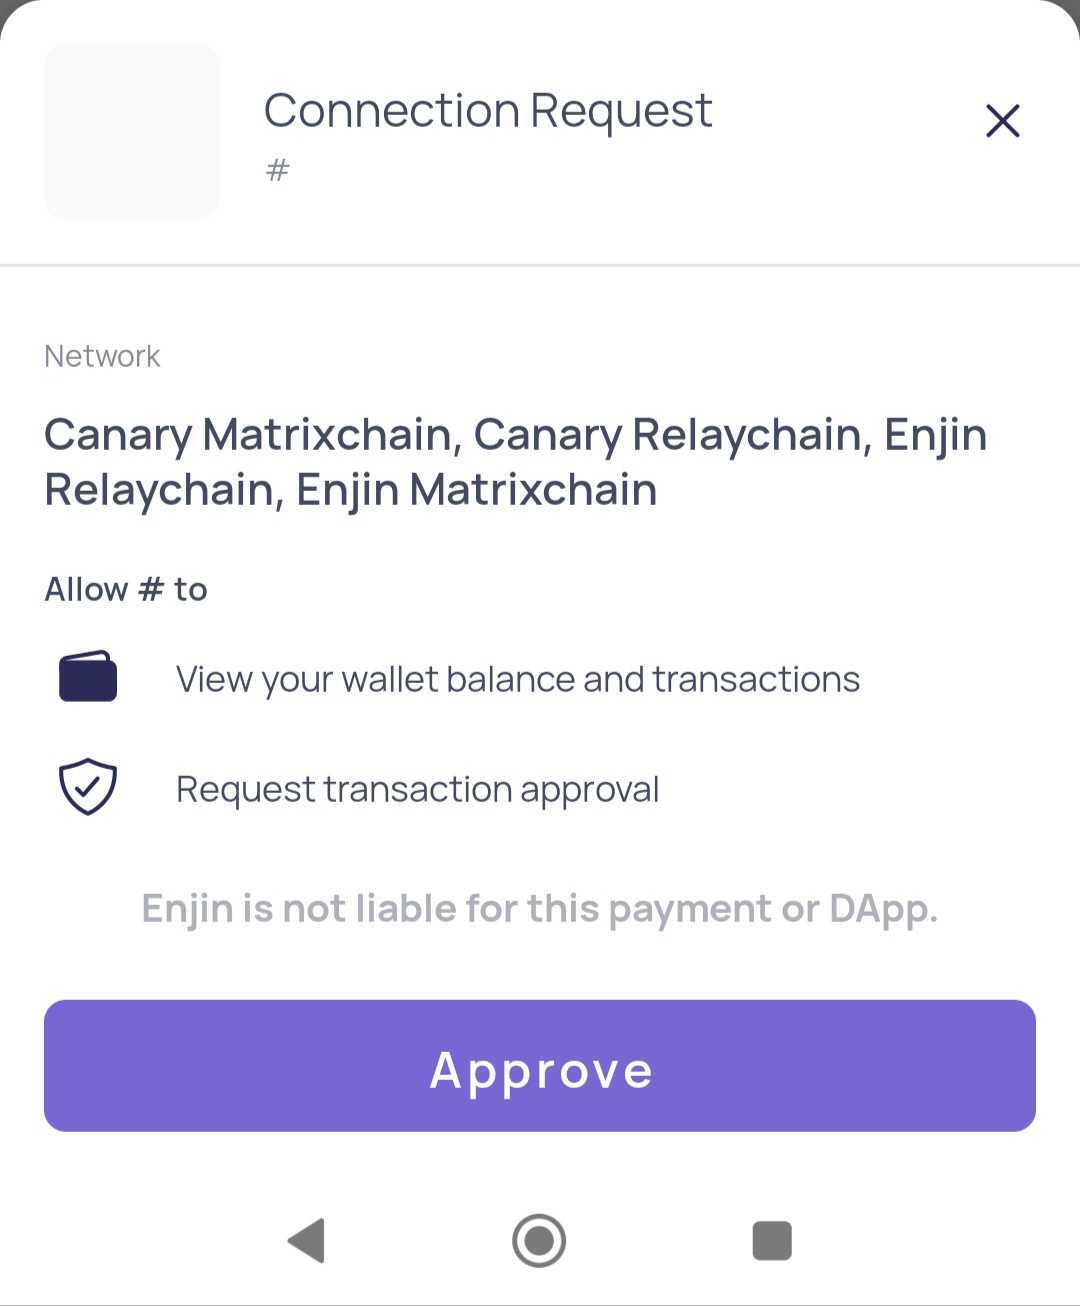 Connection Request
#
Network
Canary Matrixchain, Canary Relaychain, Enjin
Relaychain, Enjin Matrixchain
Allow # to
View your wallet balance and transactions
Request transaction approval
Enjin is not liable for this payment or DApp.
Approve